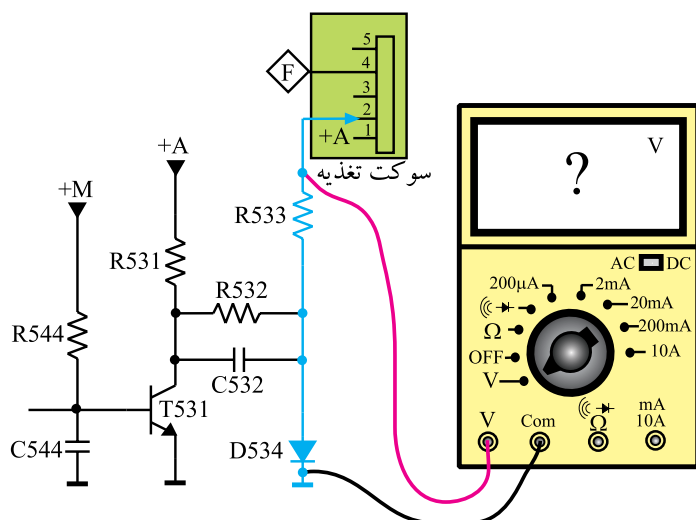 5
4
3
2
1
F
+A
سوکت تغذیه
+A
+M
R533
R531
R532
R544
C532
T531
C544
D534
?
V
AC DC
200µA
2mA
20mA
200mA
10A
Ω
OFF
V
V
Com
Ω
mA
10A